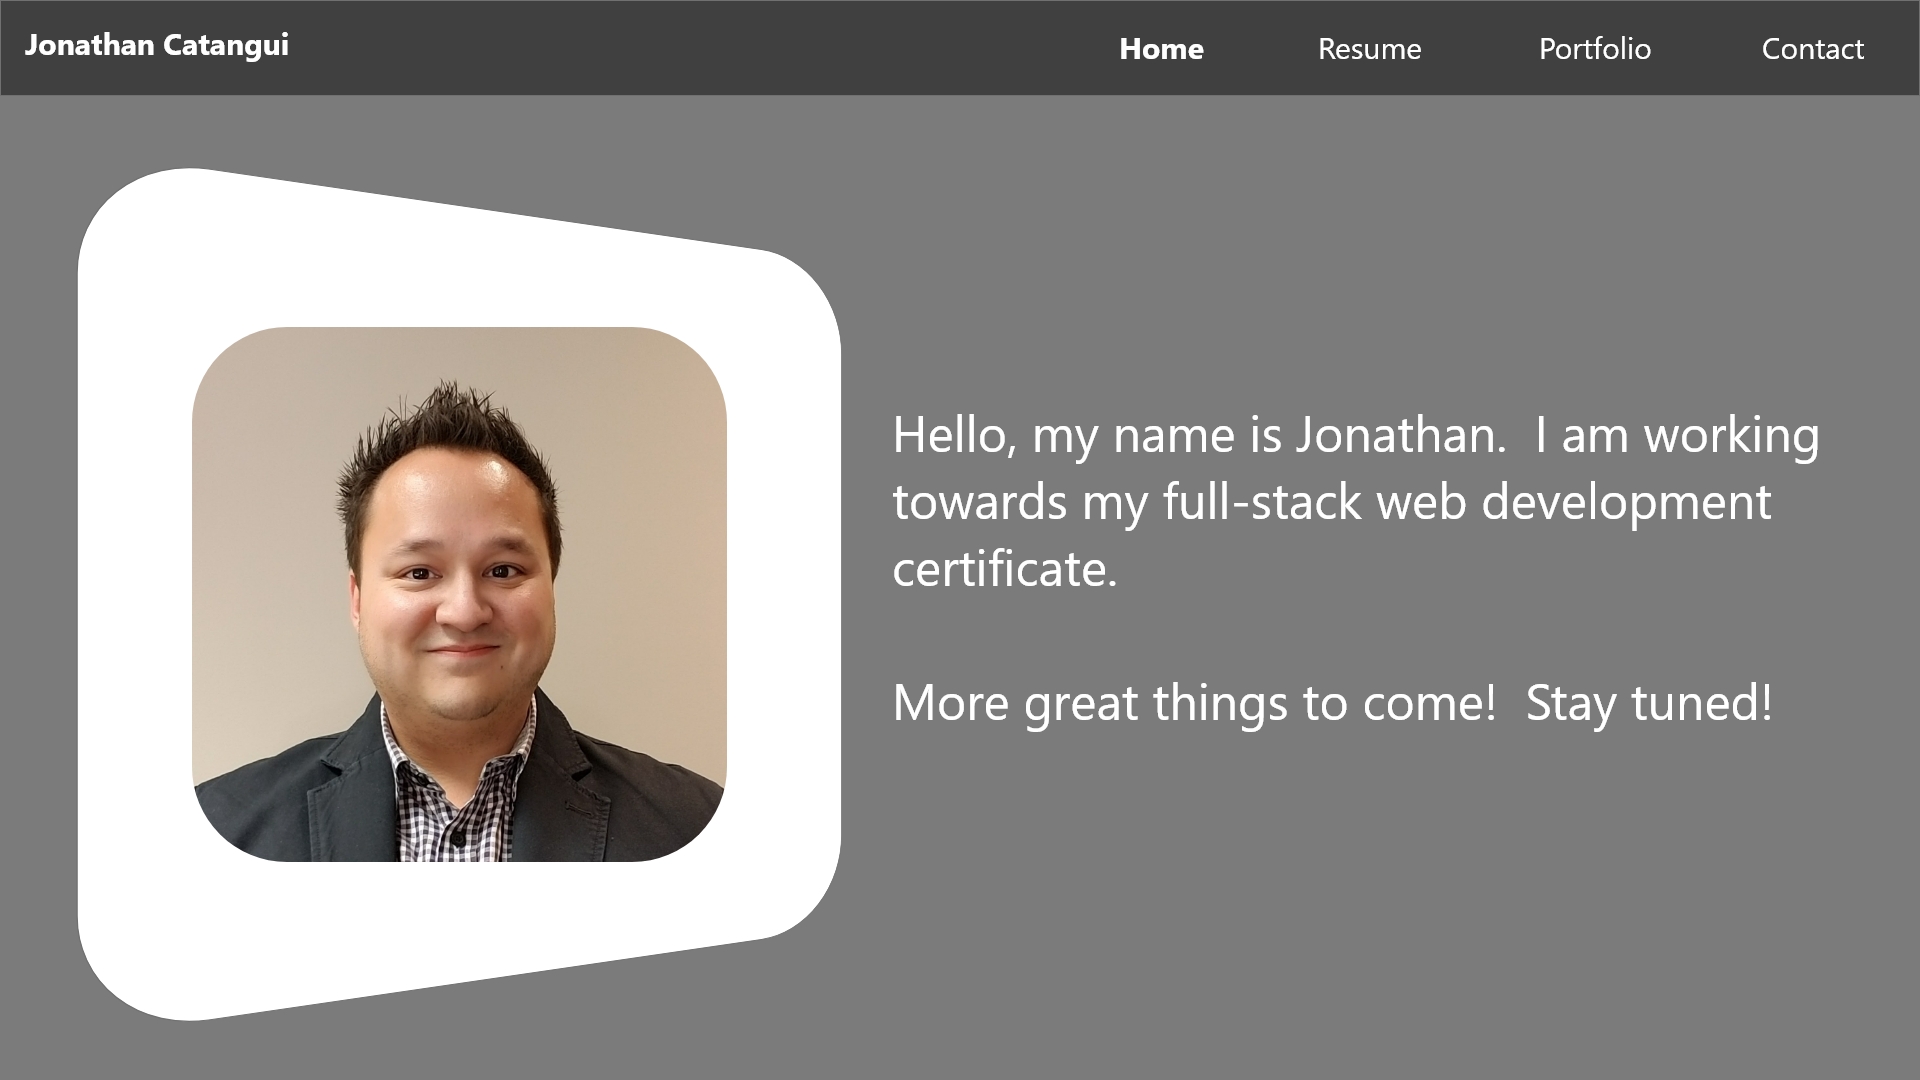 Jonathan Catangui
Home Resume Portfolio Contact
Hello, my name is Jonathan.  I am working
towards my full-stack web development
certificate.
More great things to come!  Stay tuned!